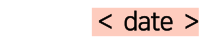 < date >